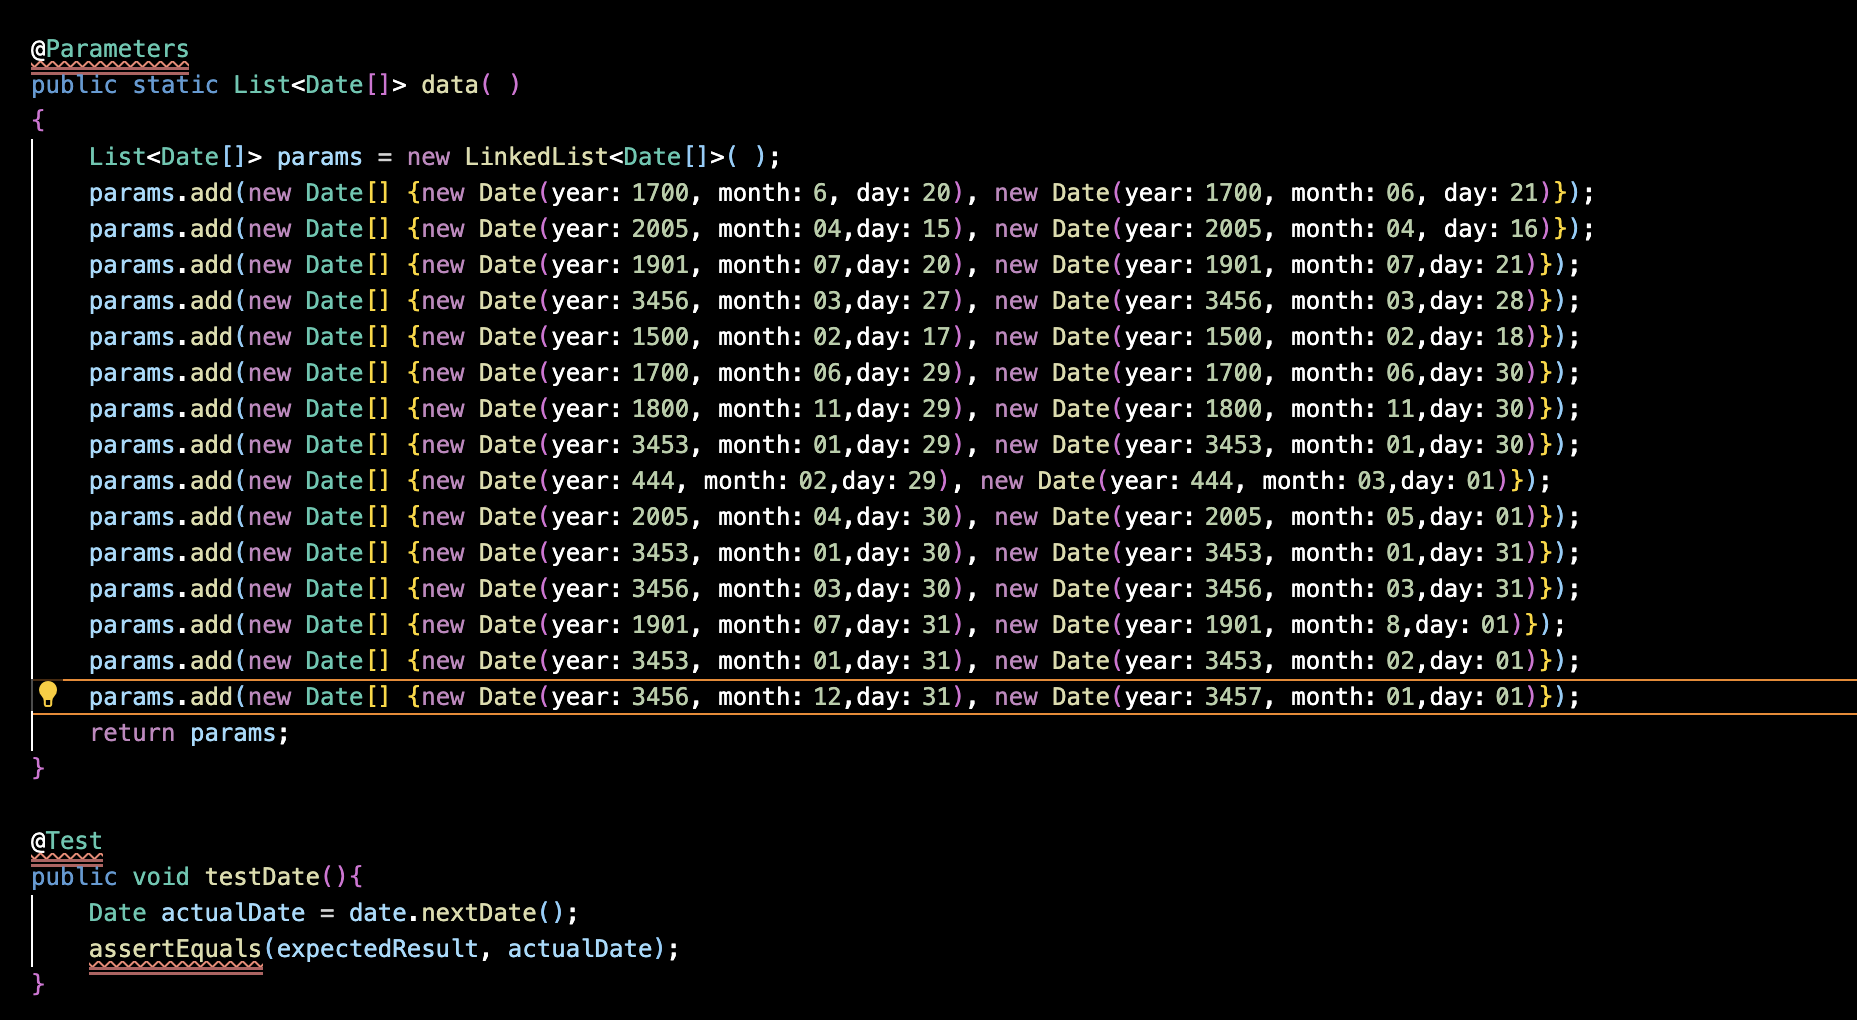 @Parameters
public static List<Date[]> data( )
{
    List<Date[]> params = new LinkedList<Date[]>( );
    params.add(new Date[] {new Date(year: 1700, month: 6, day: 20), new Date(year: 1700, month: 06, day: 21)});
    params.add(new Date[] {new Date(year: 2005, month: 04,day: 15), new Date(year: 2005, month: 04, day: 16)});
    params.add(new Date[] {new Date(year: 1901, month: 07,day: 20), new Date(year: 1901, month: 07,day: 21)});
    params.add(new Date[] {new Date(year: 3456, month: 03,day: 27), new Date(year: 3456, month: 03,day: 28)});
    params.add(new Date[] {new Date(year: 1500, month: 02,day: 17), new Date(year: 1500, month: 02,day: 18)});
    params.add(new Date[] {new Date(year: 1700, month: 06,day: 29), new Date(year: 1700, month: 06,day: 30)});
    params.add(new Date[] {new Date(year: 1800, month: 11,day: 29), new Date(year: 1800, month: 11,day: 30)});
    params.add(new Date[] {new Date(year: 3453, month: 01,day: 29), new Date(year: 3453, month: 01,day: 30)});
    params.add(new Date[] {new Date(year: 444, month: 02,day: 29), new Date(year: 444, month: 03,day: 01)});
    params.add(new Date[] {new Date(year: 2005, month: 04,day: 30), new Date(year: 2005, month: 05,day: 01)});
    params.add(new Date[] {new Date(year: 3453, month: 01,day: 30), new Date(year: 3453, month: 01,day: 31)});
    params.add(new Date[] {new Date(year: 3456, month: 03,day: 30), new Date(year: 3456, month: 03,day: 31)});
    params.add(new Date[] {new Date(year: 1901, month: 07,day: 31), new Date(year: 1901, month: 8,day: 01)});
    params.add(new Date[] {new Date(year: 3453, month: 01,day: 31), new Date(year: 3453, month: 02,day: 01)});
    params.add(new Date[] {new Date(year: 3456, month: 12,day: 31), new Date(year: 3457, month: 01,day: 01)});
    return params;
}
@Test
public void testDate(){
    Date actualDate = date.nextDate();
    assertEquals(expectedResult, actualDate);
}